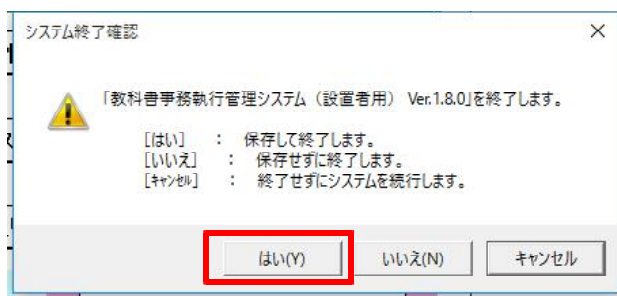 システム終了確認
「教科書事務執行管理システム（設置者用） Ver.1.8.0」を終了します。
［はい］ ： 保存して終了します。
［いいえ］ ： 保存せずに終了します。
［ｷｬﾝｾﾙ］ ： 終了せずにシステムを続行します。
はい(Y) いいえ(N) キャンセル